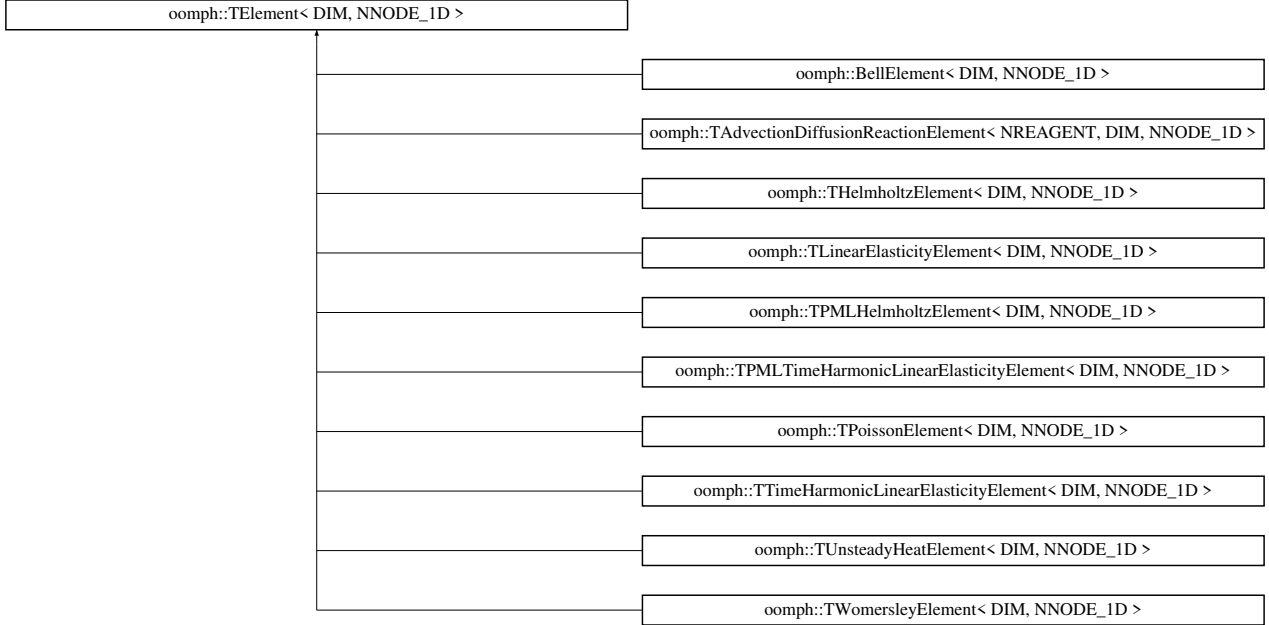 oomph::TElement< DIM, NNODE_1D >
oomph::BellElement< DIM, NNODE_1D >
oomph::TAdvectionDiffusionReactionElement< NREAGENT, DIM, NNODE_1D >
oomph::THelmholtzElement< DIM, NNODE_1D >
oomph::TLinearElasticityElement< DIM, NNODE_1D >
oomph::TPMLHelmholtzElement< DIM, NNODE_1D >
oomph::TPMLTimeHarmonicLinearElasticityElement< DIM, NNODE_1D >
oomph::TPoissonElement< DIM, NNODE_1D >
oomph::TTimeHarmonicLinearElasticityElement< DIM, NNODE_1D >
oomph::TUnsteadyHeatElement< DIM, NNODE_1D >
oomph::TWomersleyElement< DIM, NNODE_1D >